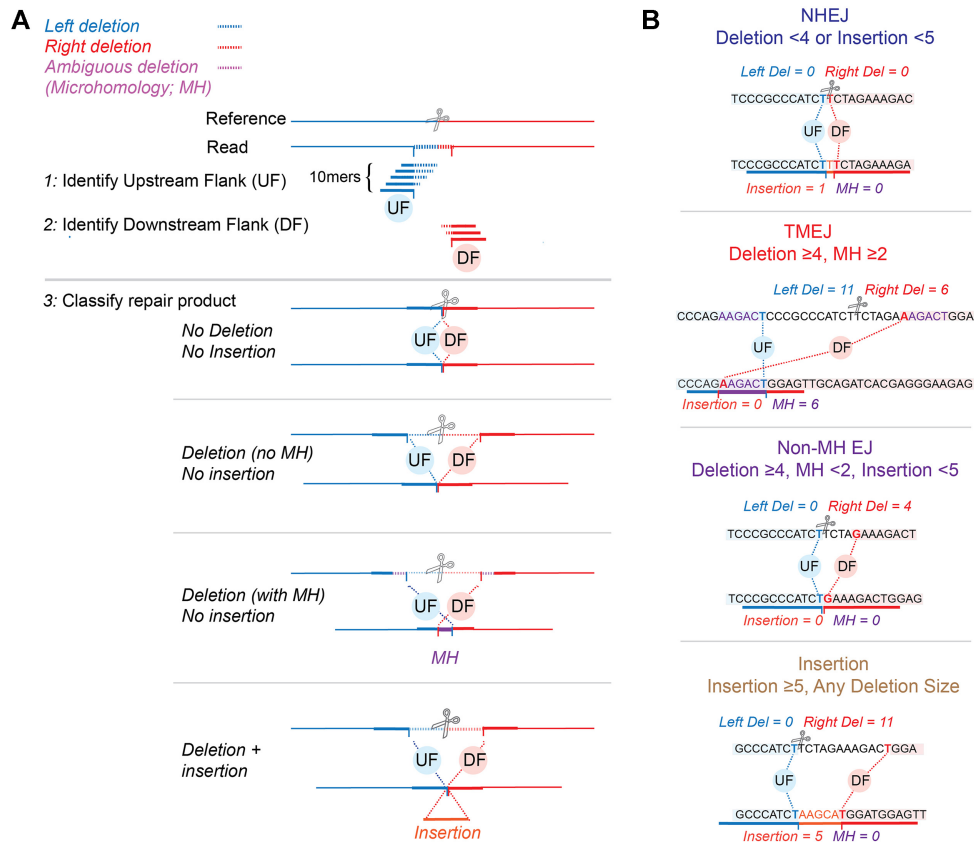 A
Left deletion
Right deletion
Ambiguous deletion
(Microhomology; MH)
Reference
Read
1: Identify Upstream Flank (UF)
10mers
UF
2: Identify Downstream Flank (DF)
DF
3: Classify repair product
No Deletion
No Insertion
UF DF
Deletion (no MH)
No insertion
UF DF
Deletion (with MH)
No insertion
UF DF
MH
Deletion +
insertion
UF DF
Insertion
B
NHEJ
Deletion <4 or Insertion <5
Left Del = 0 Right Del = 0
TCCCGCCCATCTTCTAGAAAGAC
UF DF
TCCCGCCCATCTTTCTAGAAAGA
Insertion = 1 MH = 0
TMEJ
Deletion ≥4, MH ≥2
Left Del = 11 Right Del = 6
CCCAGAAGACTCCCGCCCATCTTCTAGAAAGACTGGA
UF DF
CCCAGAAGACTGGAGTTGCAGATCACGAGGGAAGAG
Insertion = 0 MH = 6
Non-MH EJ
Deletion ≥4, MH <2, Insertion <5
Left Del = 0 Right Del = 4
TCCCGCCCATCTTCTAGAAAGACT
UF DF
TCCCGCCCATCTGAAAGACTGGAG
Insertion = 0 MH = 0
Insertion
Insertion ≥5, Any Deletion Size
Left Del = 0 Right Del = 11
GCCCATCTTCTAGAAAGACTGGA
UF DF
GCCCATCTAAGCATGGATGGAGTT
Insertion = 5 MH = 0